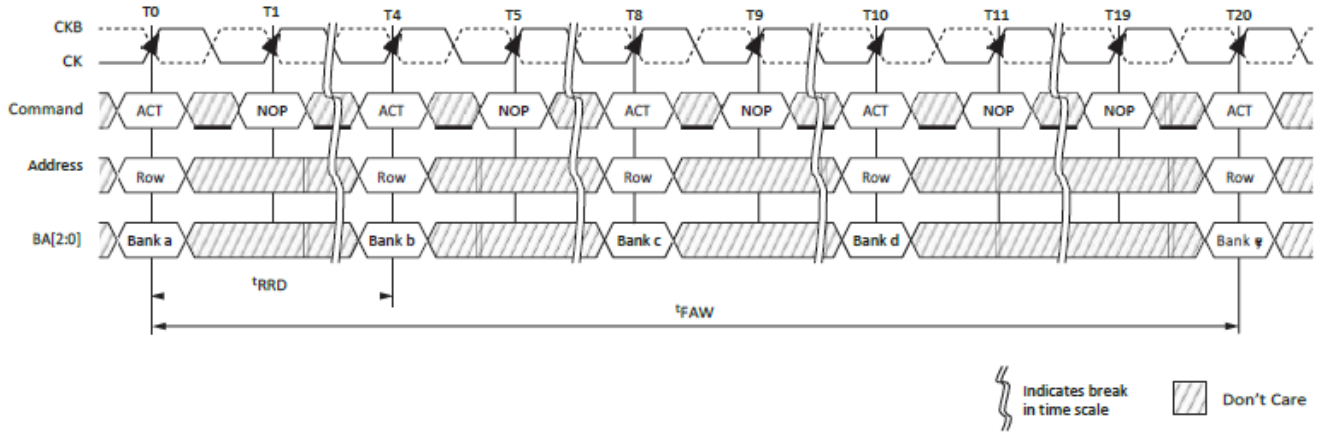 T0 T1 T4 T5 T8 T9 T10 T11 T19 T20
CKB
CK
Command ACT NOP ACT NOP ACT NOP ACT NOP NOP ACT
Address Row Row Row Row Row
BA[2:0] Bank a Bank b Bank c Bank d Bank
tRRD
tFAW
Indicates break
in time scale
Don't Care